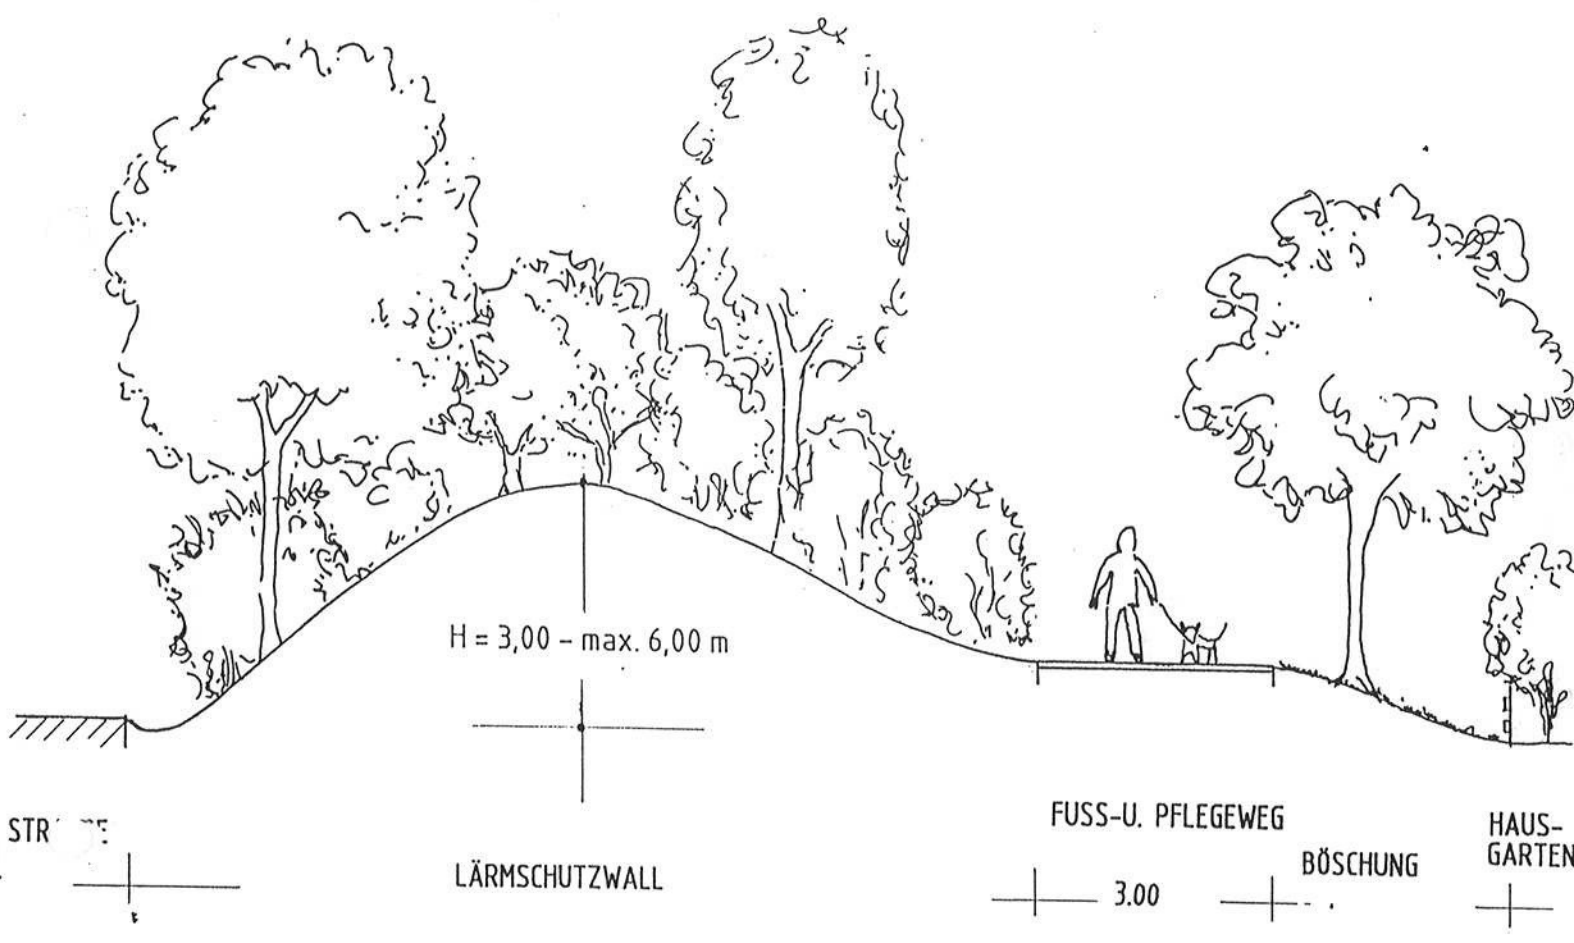 H = 3,00 – max. 6,00 m
FUSS-U. PFLEGEWEG
HAUS-
GARTEN
BÖSCHUNG
LÄRMSCHUTZWALL
3.00